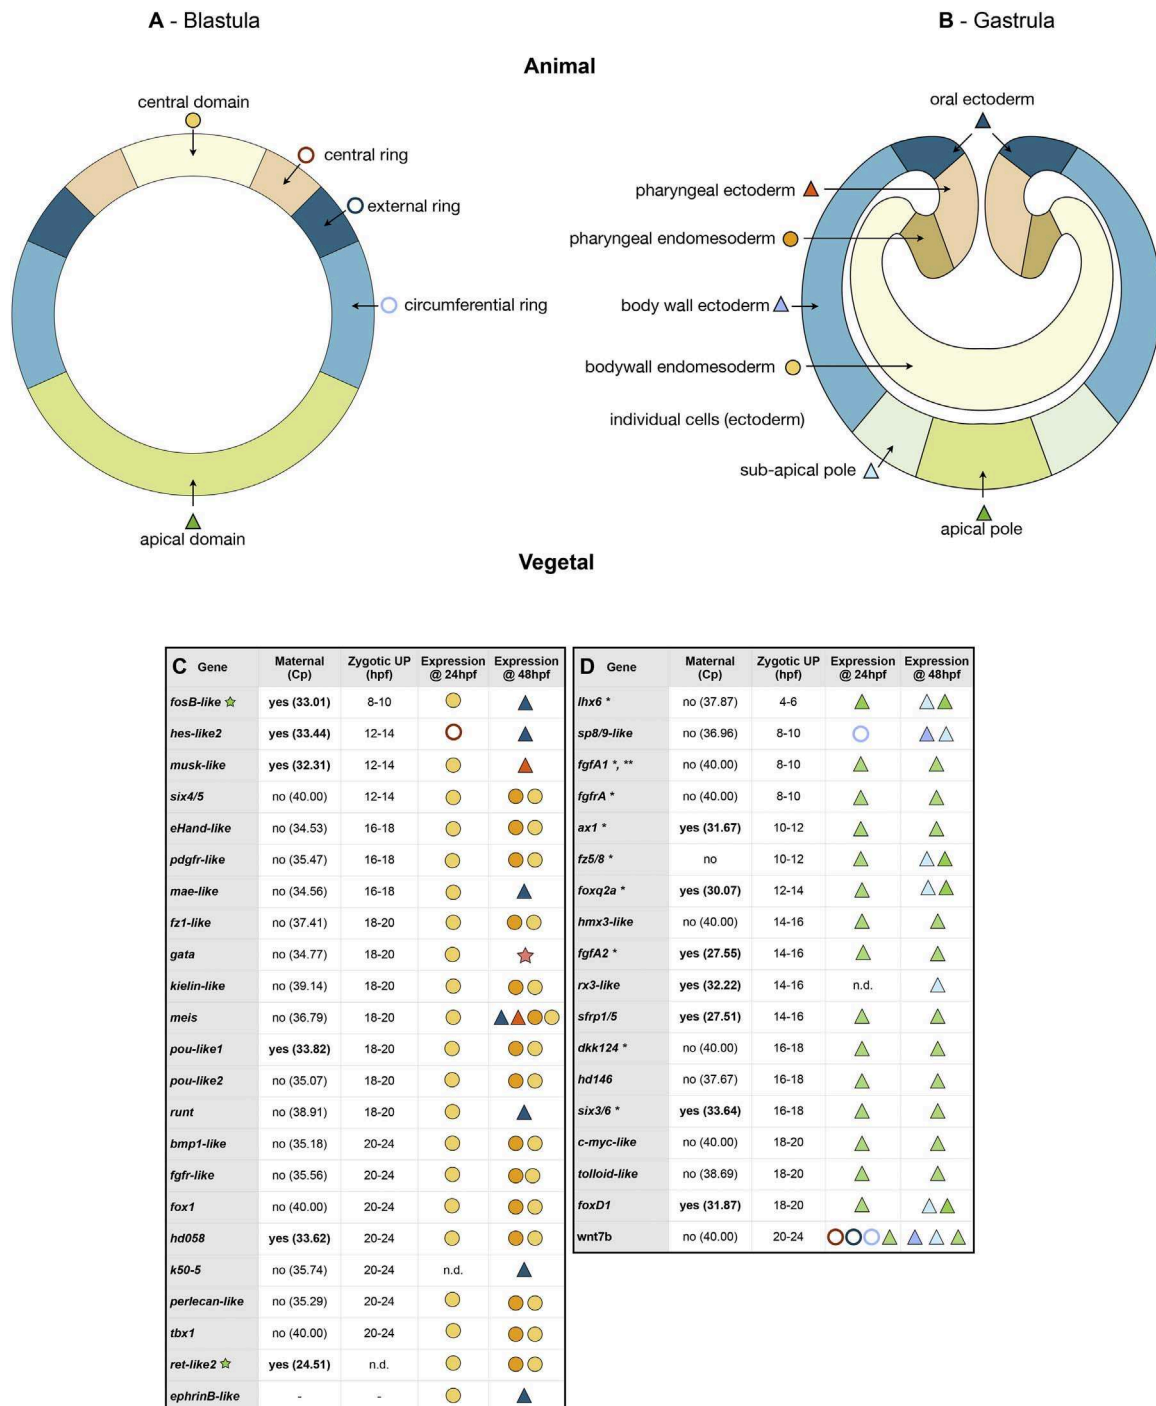 A - Blastula
B - Gastrula
Animal
central domain
central ring
external ring
circumferential ring
apical domain
oral ectoderm
pharyngeal ectoderm
pharyngeal endomesoderm
body wall ectoderm
bodywall endomesoderm
individual cells (ectoderm)
sub-apical pole
apical pole
Vegetal
C Gene Maternal (Cp) Zygotic UP (hpf) Expression @ 24hpf Expression @ 48hpf
fosB-like yes (33.01) 8-10
hes-like2 yes (33.44) 12-14
musk-like yes (32.31) 12-14
six4/5 no (40.00) 12-14
eHand-like no (34.53) 16-18
pdgfr-like no (35.47) 16-18
mae-like no (34.56) 16-18
fz1-like no (37.41) 18-20
gata no (34.77) 18-20
kielin-like no (39.14) 18-20
meis no (36.79) 18-20
pou-like1 yes (33.82) 18-20
pou-like2 no (35.07) 18-20
runt no (38.91) 18-20
bmp1-like no (35.18) 20-24
fgfr-like no (35.56) 20-24
fox1 no (40.00) 20-24
hd058 yes (33.62) 20-24
k50-5 no (35.74) 20-24 n.d.
perlecan-like no (35.29) 20-24
tbx1 no (40.00) 20-24
ret-like2 yes (24.51) n.d.
ephrinB-like - -
D Gene Maternal (Cp) Zygotic UP (hpf) Expression @ 24hpf Expression @ 48hpf
lhx6 * no (37.87) 4-6
sp8/9-like no (36.96) 8-10
fgfA1 *, ** no (40.00) 8-10
fgfrA * no (40.00) 8-10
ax1 * yes (31.67) 10-12
fz5/8 * no 10-12
foxq2a * yes (30.07) 12-14
hmx3-like no (40.00) 14-16
fgfA2 * yes (27.55) 14-16
rx3-like yes (32.22) 14-16 n.d.
sfrp1/5 yes (27.51) 14-16
dkk124 * no (40.00) 16-18
hd146 no (37.67) 16-18
six3/6 * yes (33.64) 16-18
c-myc-like no (40.00) 18-20
tolloid-like no (38.69) 18-20
foxD1 yes (31.87) 18-20
wnt7b no (40.00) 20-24